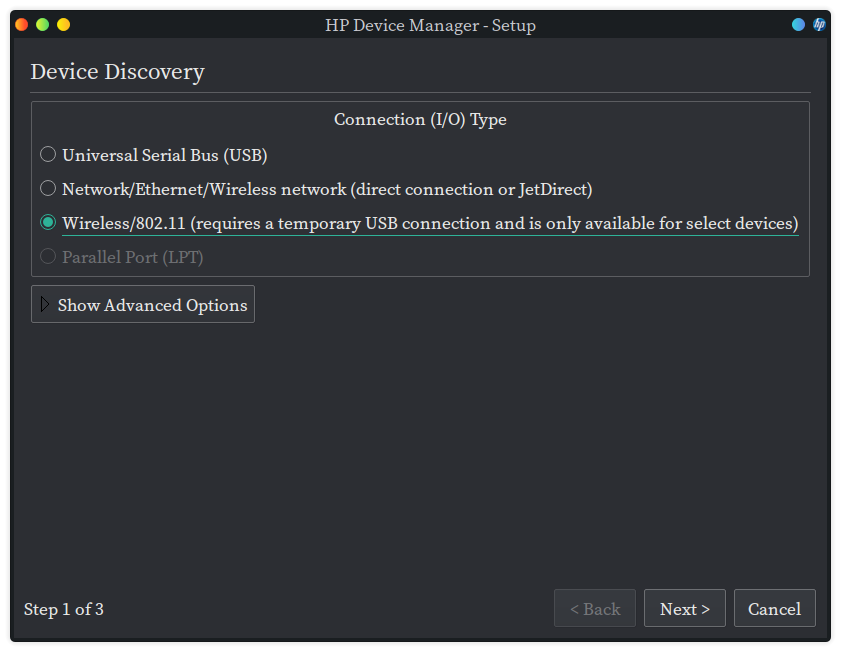 HP Device Manager - Setup
hp
Device Discovery
Connection (I/O) Type
Universal Serial Bus (USB)
Network/Ethernet/Wireless network (direct connection or JetDirect)
Wireless/802.11 (requires a temporary USB connection and is only available for select devices)
Parallel Port (LPT)
Show Advanced Options
Step 1 of 3
< Back
Next >
Cancel